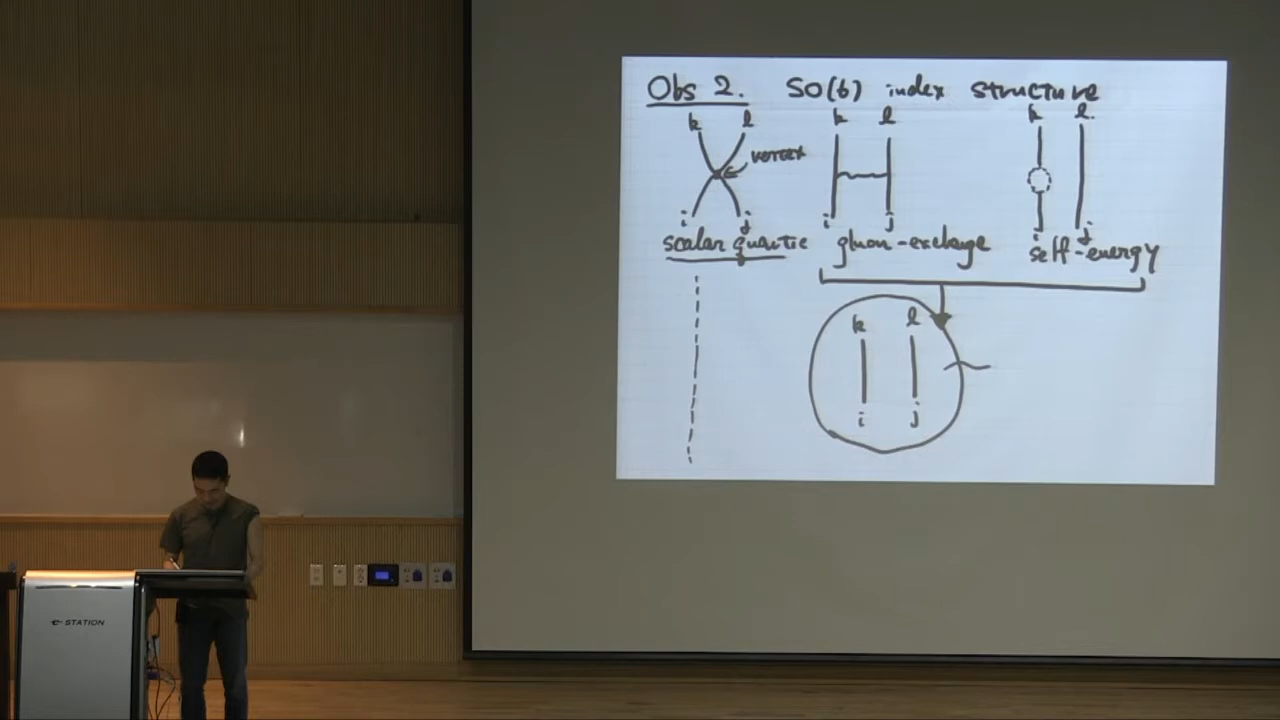 Obs 2. SO(6) index structure
k l k l k l.
vertex
i j i j i j
scalar quartic gluon-exchange self-energy
k l
i j
e-STATION